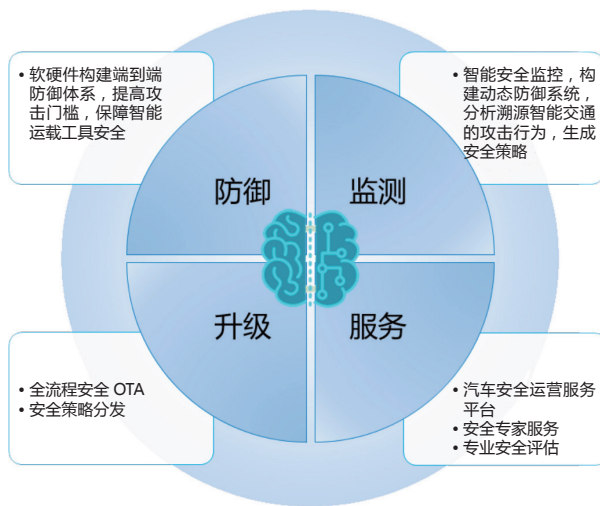 • 软硬件构建端到端
防御体系，提高攻
击门槛，保障智能
运载工具安全
• 智能安全监控，构
建动态防御系统，
分析溯源智能交通
的攻击行为，生成
安全策略
防御
监测
升级
服务
• 全流程安全 OTA
• 安全策略分发
• 汽车安全运营服务
平台
• 安全专家服务
• 专业安全评估